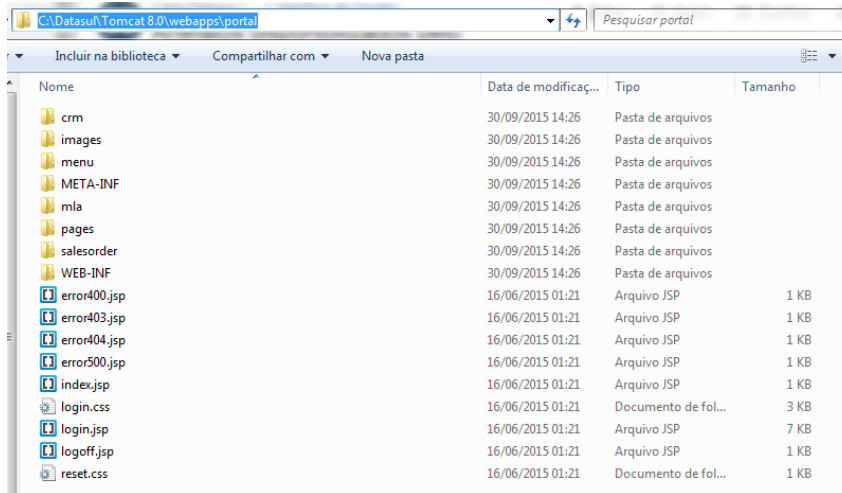 C:\Datasul\Tomcat 8.0\webapps\portal Pesquisar portal
Incluir na biblioteca Compartilhar com Nova pasta
Nome Data de modificaç... Tipo Tamanho
crm 30/09/2015 14:26 Pasta de arquivos
images 30/09/2015 14:26 Pasta de arquivos
menu 30/09/2015 14:26 Pasta de arquivos
META-INF 30/09/2015 14:26 Pasta de arquivos
mla 30/09/2015 14:26 Pasta de arquivos
pages 30/09/2015 14:26 Pasta de arquivos
salesorder 30/09/2015 14:26 Pasta de arquivos
WEB-INF 30/09/2015 14:26 Pasta de arquivos
error400.jsp 16/06/2015 01:21 Arquivo JSP 1 KB
error403.jsp 16/06/2015 01:21 Arquivo JSP 1 KB
error404.jsp 16/06/2015 01:21 Arquivo JSP 1 KB
error500.jsp 16/06/2015 01:21 Arquivo JSP 1 KB
index.jsp 16/06/2015 01:21 Arquivo JSP 1 KB
login.css 16/06/2015 01:21 Documento de fol... 3 KB
login.jsp 16/06/2015 01:21 Arquivo JSP 7 KB
logoff.jsp 16/06/2015 01:21 Arquivo JSP 1 KB
reset.css 16/06/2015 01:21 Documento de fol... 1 KB